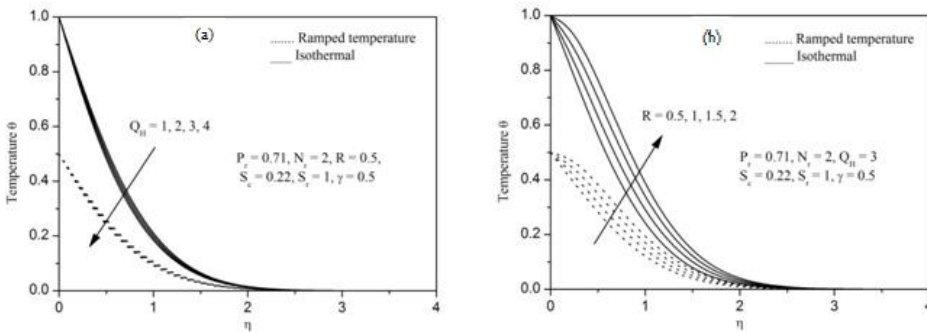 (a)
Ramped temperature
Isothermal
Q_H = 1, 2, 3, 4
P_r = 0.71, N_r = 2, R = 0.5,
S_c = 0.22, S_r = 1, γ = 0.5
Temperature θ
1.0
0.8
0.6
0.4
0.2
0.0
0 1 2 3 4
η
(h)
Ramped temperature
Isothermal
R = 0.5, 1, 1.5, 2
P_r = 0.71, N_r = 2, Q_H = 3
S_c = 0.22, S_r = 1, γ = 0.5
Temperature θ
1.0
0.8
0.6
0.4
0.2
0.0
0 1 2 3 4
η